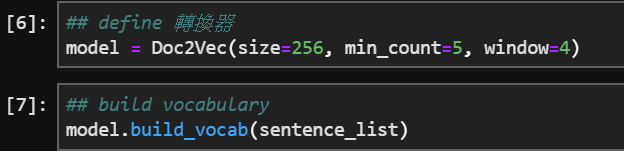 [6]: ## define 轉換器
model = Doc2Vec(size=256, min_count=5, window=4)
[7]: ## build vocabulary
model.build_vocab(sentence_list)